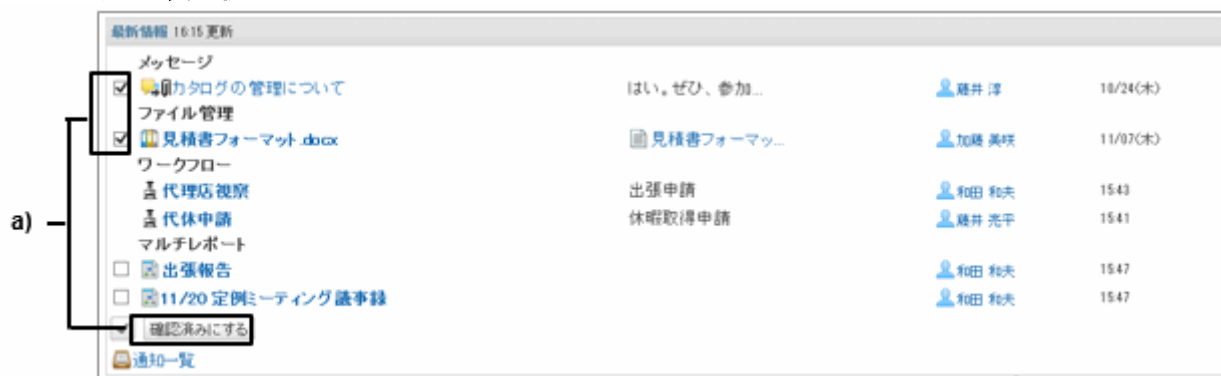 最新情報 16:15 更新
メッセージ
カタログの管理について はい。ぜひ、参加... 藤井 淳 10/24(木)
ファイル管理
見積書フォーマット.docx 見積書フォーマッ... 加藤 美咲 11/07(木)
ワークフロー
代理店視察 出張申請 和田 和夫 15:43
a)
代休申請 休暇取得申請 藤井 亮平 15:41
マルチレポート
出張報告 和田 和夫 15:47
11/20 定例ミーティング議事録 和田 和夫 15:47
確認済みにする
通知一覧